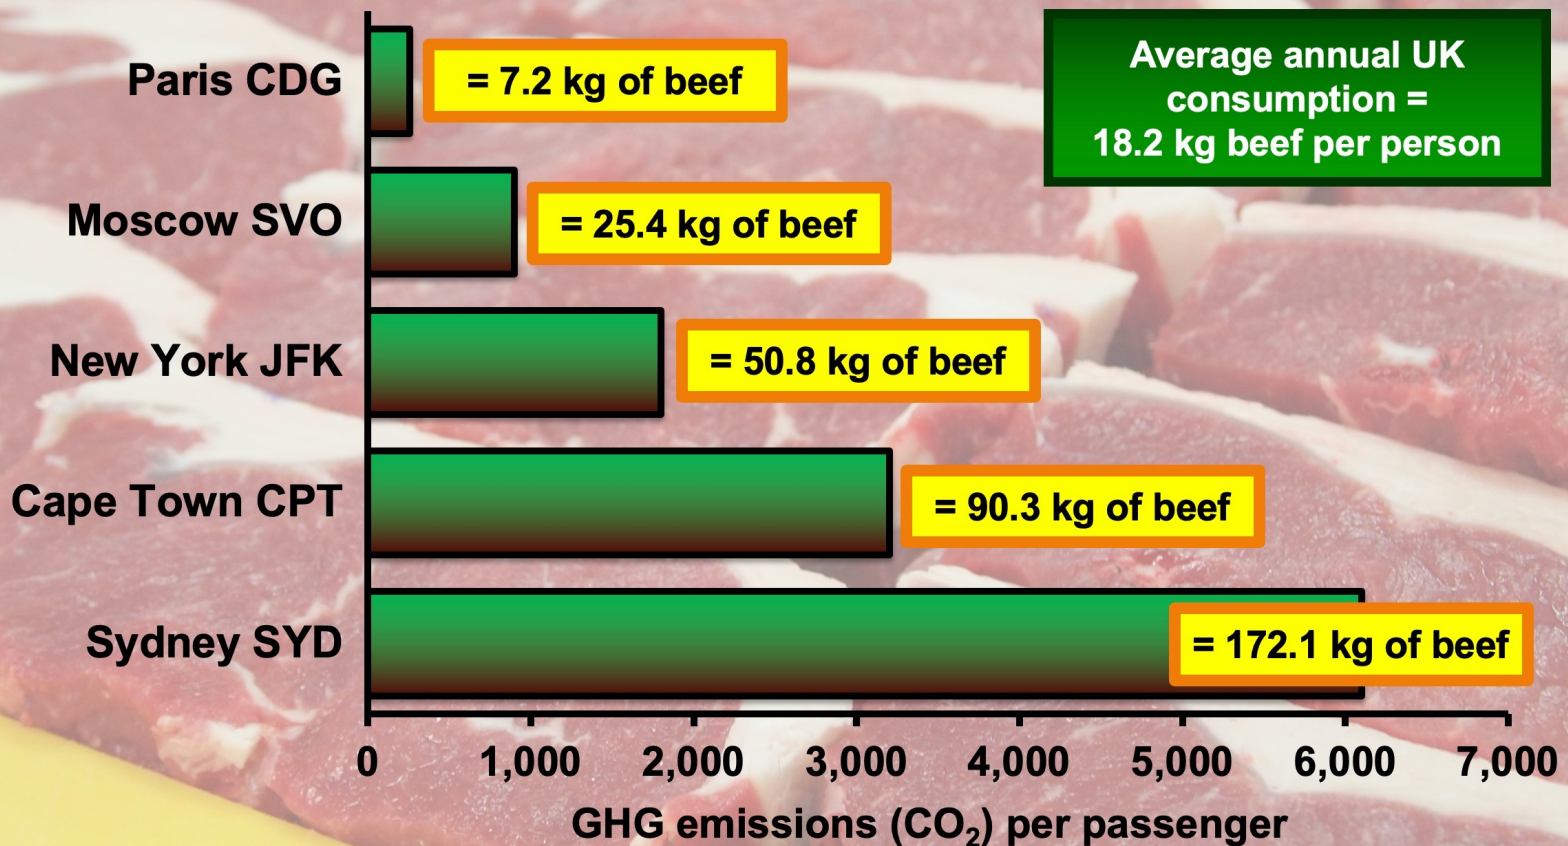 Average annual UK
consumption =
18.2 kg beef per person
Paris CDG
= 7.2 kg of beef
Moscow SVO
= 25.4 kg of beef
New York JFK
= 50.8 kg of beef
Cape Town CPT
= 90.3 kg of beef
Sydney SYD
= 172.1 kg of beef
0 1,000 2,000 3,000 4,000 5,000 6,000 7,000
GHG emissions (CO₂) per passenger